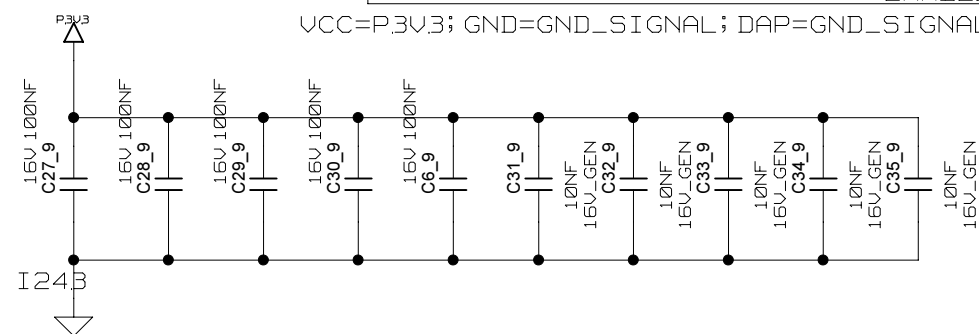 P3V3
VCC=P3V3; GND=GND_SIGNAL; DAP=GND_SIGNAL
16V 100NF
C27_9
16V 100NF
C28_9
16V 100NF
C29_9
16V 100NF
C30_9
16V 100NF
C6_9
C31_9
10NF
16V_GEN
C32_9
10NF
16V_GEN
C33_9
10NF
16V_GEN
C34_9
10NF
16V_GEN
C35_9
10NF
16V_GEN
I243